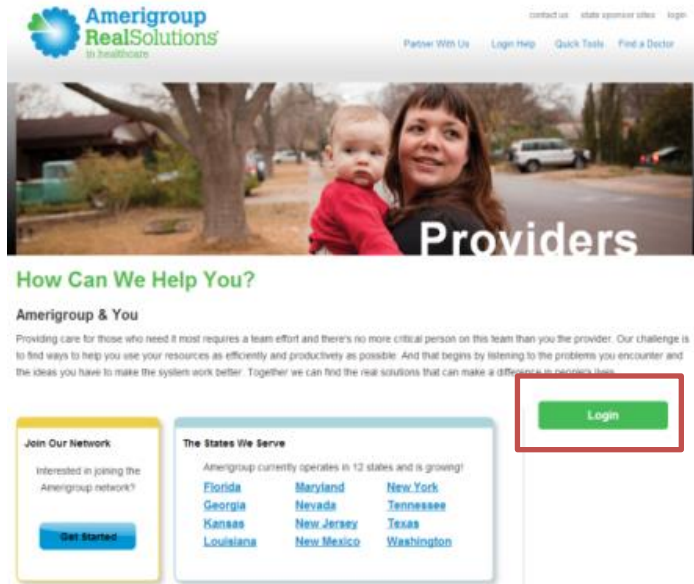 Amerigroup
RealSolutions
in healthcare
contact us state sponsor sites login
Partner With Us Login Help Quick Tools Find a Doctor
Providers
How Can We Help You?
Amerigroup & You
Providing care for those who need it most requires a team effort and there's no more critical person on this team than you the provider. Our challenge is
to find ways to help you use your resources as efficiently and productively as possible. And that begins by listening to the problems you encounter and
the ideas you have to make the system work better. Together we can find the real solutions that can make a difference in people's lives.
Login
Join Our Network
Interested in joining the
Amerigroup network?
Get Started
The States We Serve
Amerigroup currently operates in 12 states and is growing!
Florida Maryland New York
Georgia Nevada Tennessee
Kansas New Jersey Texas
Louisiana New Mexico Washington